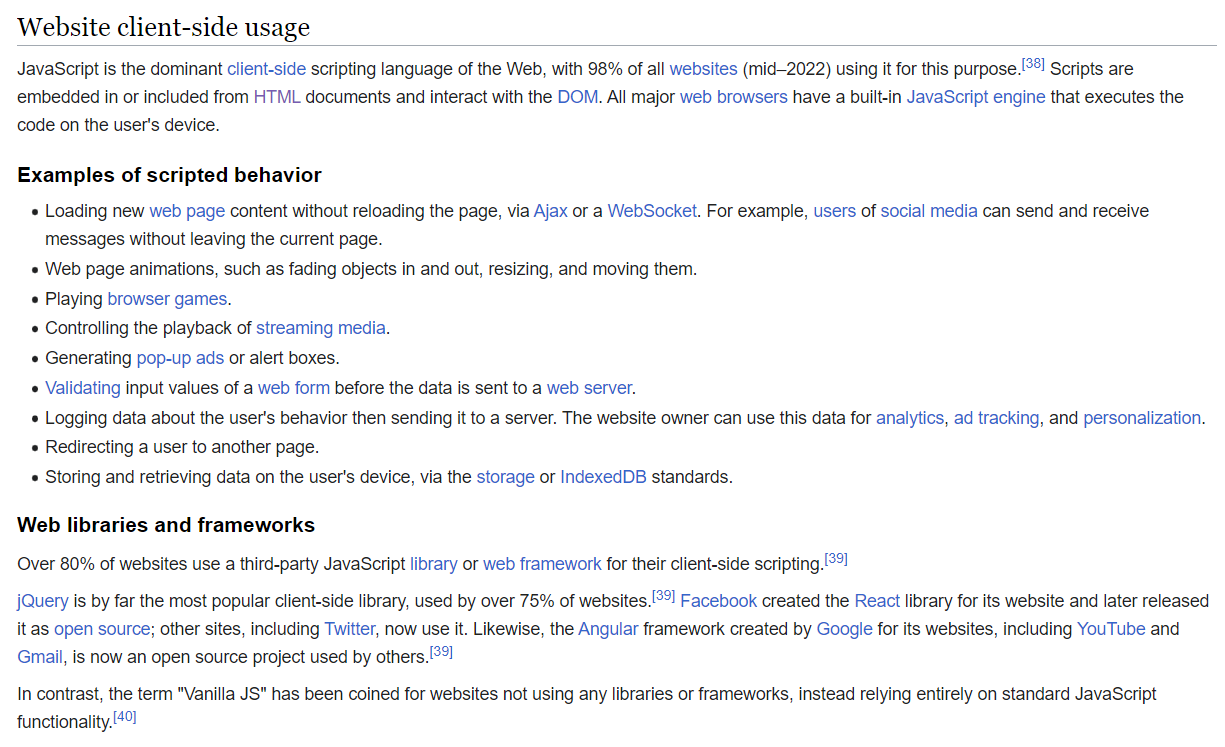 Website client-side usage
JavaScript is the dominant client-side scripting language of the Web, with 98% of all websites (mid–2022) using it for this purpose.[38] Scripts are
embedded in or included from HTML documents and interact with the DOM. All major web browsers have a built-in JavaScript engine that executes the
code on the user's device.
Examples of scripted behavior
• Loading new web page content without reloading the page, via Ajax or a WebSocket. For example, users of social media can send and receive
messages without leaving the current page.
• Web page animations, such as fading objects in and out, resizing, and moving them.
• Playing browser games.
• Controlling the playback of streaming media.
• Generating pop-up ads or alert boxes.
• Validating input values of a web form before the data is sent to a web server.
• Logging data about the user's behavior then sending it to a server. The website owner can use this data for analytics, ad tracking, and personalization.
• Redirecting a user to another page.
• Storing and retrieving data on the user's device, via the storage or IndexedDB standards.
Web libraries and frameworks
Over 80% of websites use a third-party JavaScript library or web framework for their client-side scripting.[39]
jQuery is by far the most popular client-side library, used by over 75% of websites.[39] Facebook created the React library for its website and later released
it as open source; other sites, including Twitter, now use it. Likewise, the Angular framework created by Google for its websites, including YouTube and
Gmail, is now an open source project used by others.[39]
In contrast, the term "Vanilla JS" has been coined for websites not using any libraries or frameworks, instead relying entirely on standard JavaScript
functionality.[40]